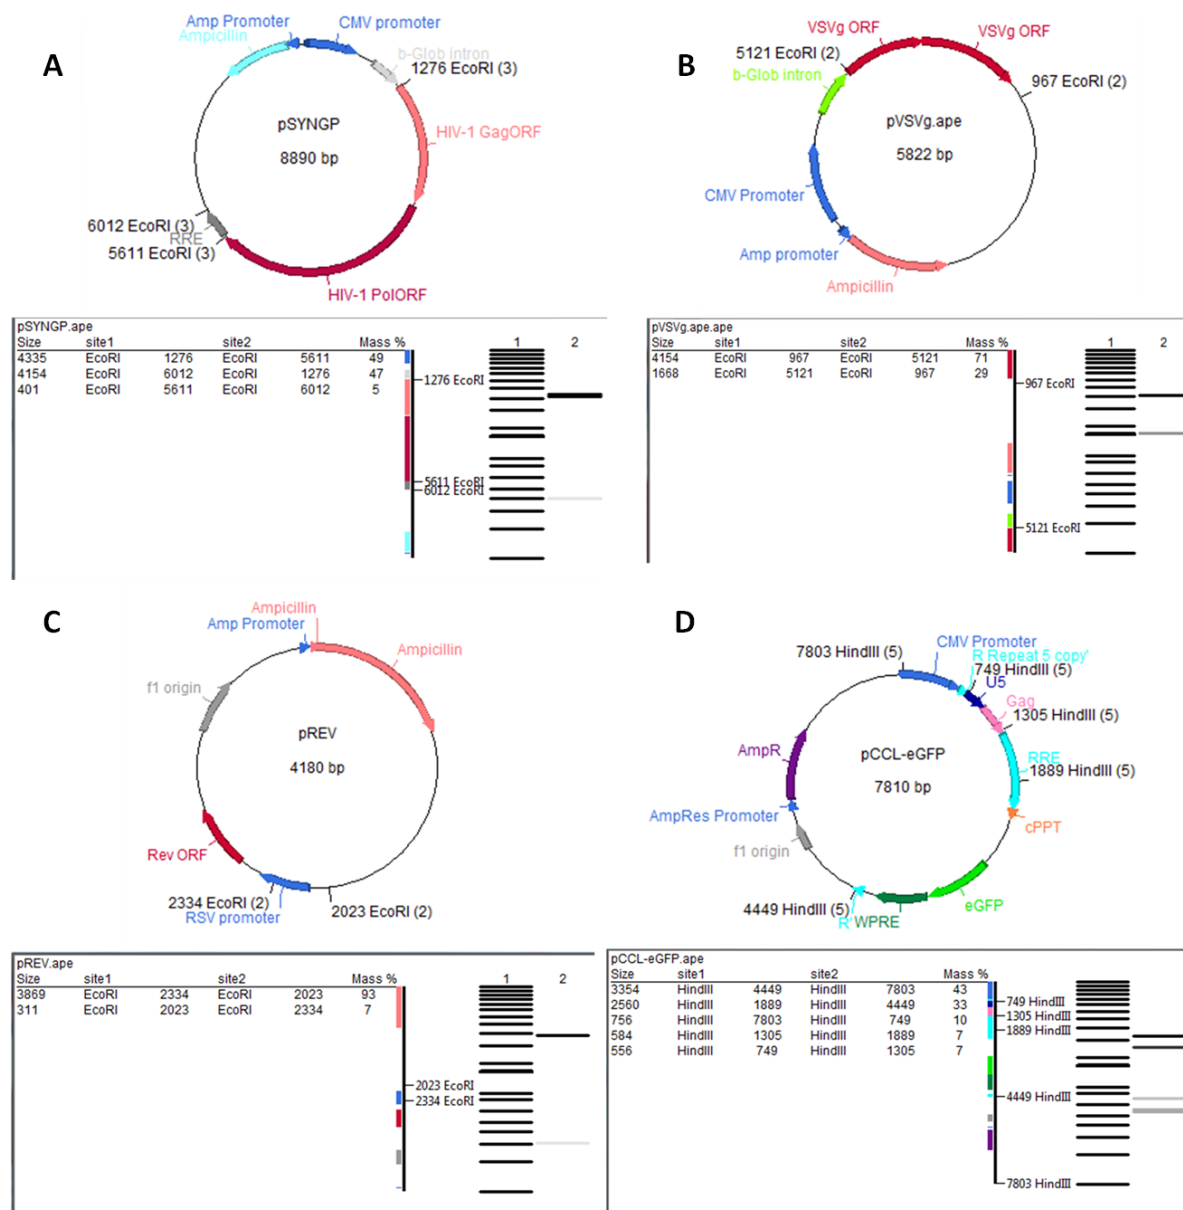 A
Amp Promoter
CMV promoter
Ampicillin
b-Glob intron
1276 EcoRI (3)
pSYNGP
8890 bp
HIV-1 GagORF
6012 EcoRI (3)
RRE
5611 EcoRI (3)
HIV-1 PolORF
pSYNGP.ape
Size site1 site2 Mass %
4335 EcoRI 1276 EcoRI 5611 49
4154 EcoRI 6012 EcoRI 1276 47
401 EcoRI 5611 EcoRI 6012 5
1 2
1276 EcoRI
5611 EcoRI
6012 EcoRI
B
VSVg ORF
VSVg ORF
5121 EcoRI (2)
b-Glob intron
967 EcoRI (2)
pVSVg.ape
5822 bp
CMV Promoter
Amp promoter
Ampicillin
pVSVg.ape.ape
Size site1 site2 Mass %
4154 EcoRI 967 EcoRI 5121 71
1668 EcoRI 5121 EcoRI 967 29
1 2
967 EcoRI
5121 EcoRI
C
Ampicillin
Amp Promoter
Ampicillin
f1 origin
pREV
4180 bp
Rev ORF
2334 EcoRI (2)
RSV promoter
2023 EcoRI (2)
pREV.ape
Size site1 site2 Mass %
3869 EcoRI 2334 EcoRI 2023 93
311 EcoRI 2023 EcoRI 2334 7
1 2
2023 EcoRI
2334 EcoRI
D
CMV Promoter
7803 HindIII (5)
R Repeat 5 copy'
749 HindIII (5)
U5
Gag
1305 HindIII (5)
pCCL-eGFP
7810 bp
AmpR
RRE
1889 HindIII (5)
AmpRes Promoter
cPPT
f1 origin
4449 HindIII (5)
R'
WPRE
eGFP
pCCL-eGFP.ape
Size site1 site2 Mass %
3354 HindIII 4449 HindIII 7803 43
2560 HindIII 1889 HindIII 4449 33
756 HindIII 7803 HindIII 749 10
584 HindIII 1305 HindIII 1889 7
556 HindIII 749 HindIII 1305 7
749 HindIII
1305 HindIII
1889 HindIII
4449 HindIII
7803 HindIII